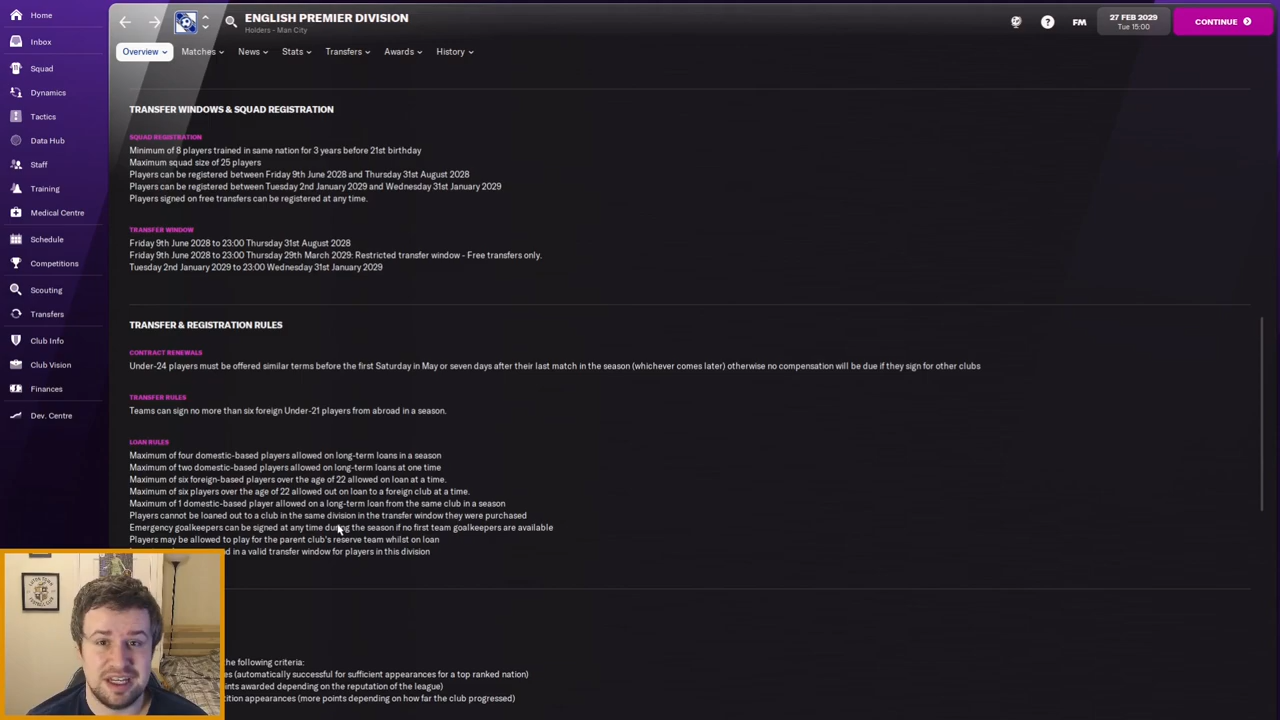 Home
Inbox
Squad
Dynamics
Tactics
Data Hub
Staff
Training
Medical Centre
Schedule
Competitions
Scouting
Transfers
Club Info
Club Vision
Finances
Dev. Centre
ENGLISH PREMIER DIVISION
Holders - Man City
FM
27 FEB 2029
Tue 15:00
CONTINUE
Overview
Matches
News
Stats
Transfers
Awards
History
TRANSFER WINDOWS & SQUAD REGISTRATION
SQUAD REGISTRATION
Minimum of 8 players trained in same nation for 3 years before 21st birthday
Maximum squad size of 25 players
Players can be registered between Friday 9th June 2028 and Thursday 31st August 2028
Players can be registered between Tuesday 2nd January 2029 and Wednesday 31st January 2029
Players signed on free transfers can be registered at any time.
TRANSFER WINDOW
Friday 9th June 2028 to 23:00 Thursday 31st August 2028
Friday 9th June 2028 to 23:00 Thursday 29th March 2029: Restricted transfer window - Free transfers only.
Tuesday 2nd January 2029 to 23:00 Wednesday 31st January 2029
TRANSFER & REGISTRATION RULES
CONTRACT RENEWALS
Under-24 players must be offered similar terms before the first Saturday in May or seven days after their last match in the season (whichever comes later) otherwise no compensation will be due if they sign for other clubs
TRANSFER RULES
Teams can sign no more than six foreign Under-21 players from abroad in a season.
LOAN RULES
Maximum of four domestic-based players allowed on long-term loans in a season
Maximum of two domestic-based players allowed on long-term loans at one time
Maximum of six foreign-based players over the age of 22 allowed on loan at a time.
Maximum of six players over the age of 22 allowed out on loan to a foreign club at a time.
Maximum of 1 domestic-based player allowed on a long-term loan from the same club in a season
Players cannot be loaned out to a club in the same division in the transfer window they were purchased
Emergency goalkeepers can be signed at any time during the season if no first team goalkeepers are available
Players may be allowed to play for the parent club's reserve team whilst on loan
d in a valid transfer window for players in this division
the following criteria:
es (automatically successful for sufficient appearances for a top ranked nation)
ints awarded depending on the reputation of the league)
tition appearances (more points depending on how far the club progressed)